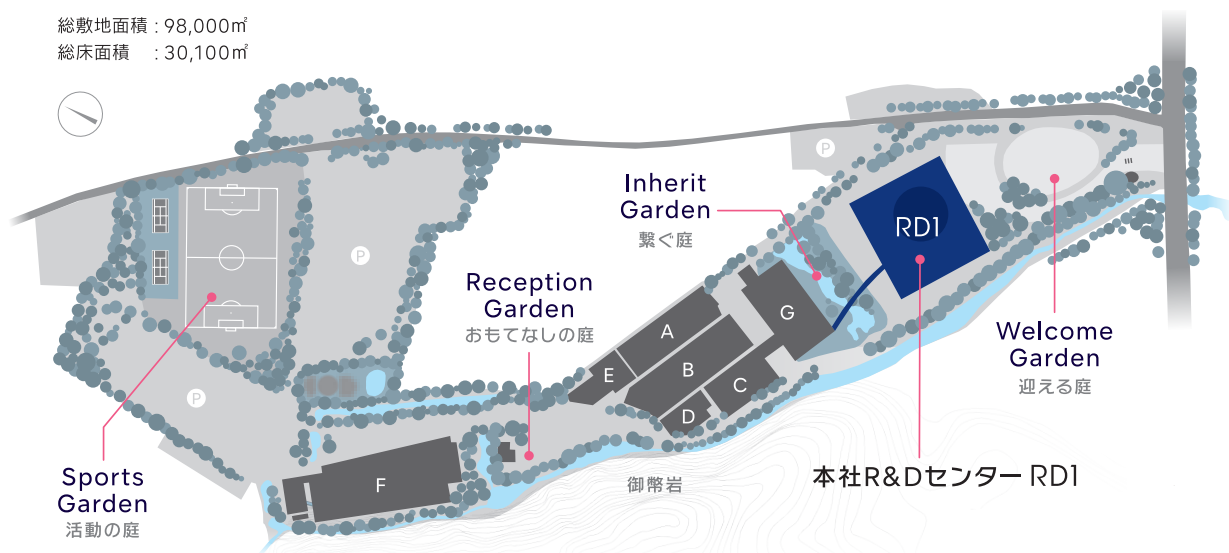 総敷地面積 : 98,000㎡
総床面積 : 30,100㎡
P
Inherit
Garden
繋ぐ庭
RD1
P
Reception
Garden
おもてなしの庭
A
G
Welcome
Garden
迎える庭
E
B
C
D
P
Sports
Garden
活動の庭
F
御幣岩
本社R&Dセンター RD1